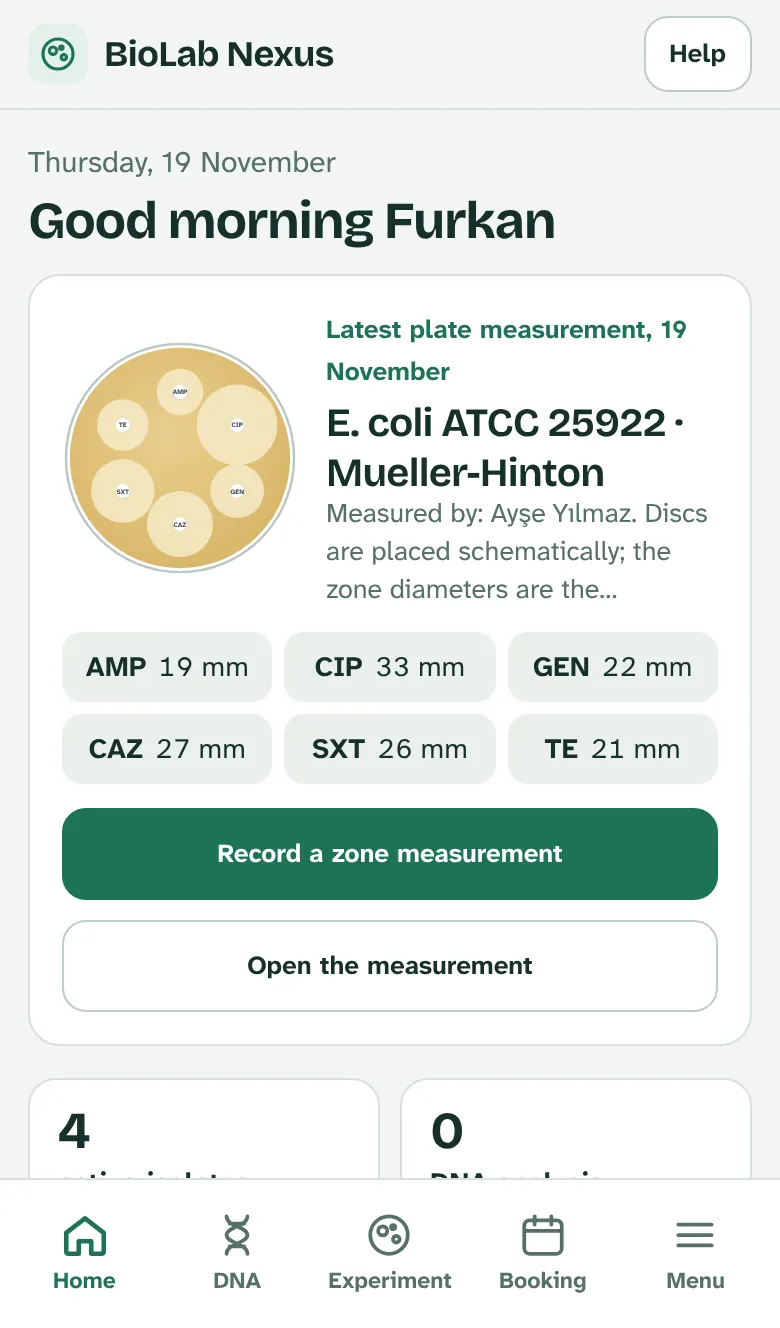 BioLab Nexus
Help
Thursday, 19 November
Good morning Furkan
AMP
CIP
TE
SXT
GEN
CAZ
Latest plate measurement, 19
November
E. coli ATCC 25922 ·
Mueller-Hinton
Measured by: Ayşe Yılmaz. Discs
are placed schematically; the
zone diameters are the...
AMP 19 mm
CIP 33 mm
GEN 22 mm
CAZ 27 mm
SXT 26 mm
TE 21 mm
Record a zone measurement
Open the measurement
4
0
Home
DNA
Experiment
Booking
Menu